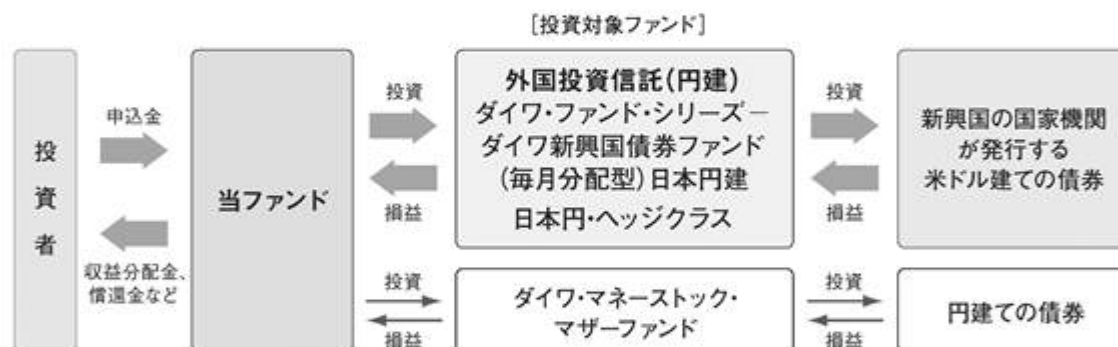 [投資対象ファンド]
投資者
申込金
収益分配金、
償還金など
当ファンド
投資
損益
外国投資信託(円建)
ダイワ・ファンド・シリーズ－
ダイワ新興国債券ファンド
(毎月分配型)日本円建
日本円・ヘッジクラス
投資
損益
新興国の国家機関
が発行する
米ドル建ての債券
投資
損益
ダイワ・マネーストック・
マザーファンド
投資
損益
円建ての債券